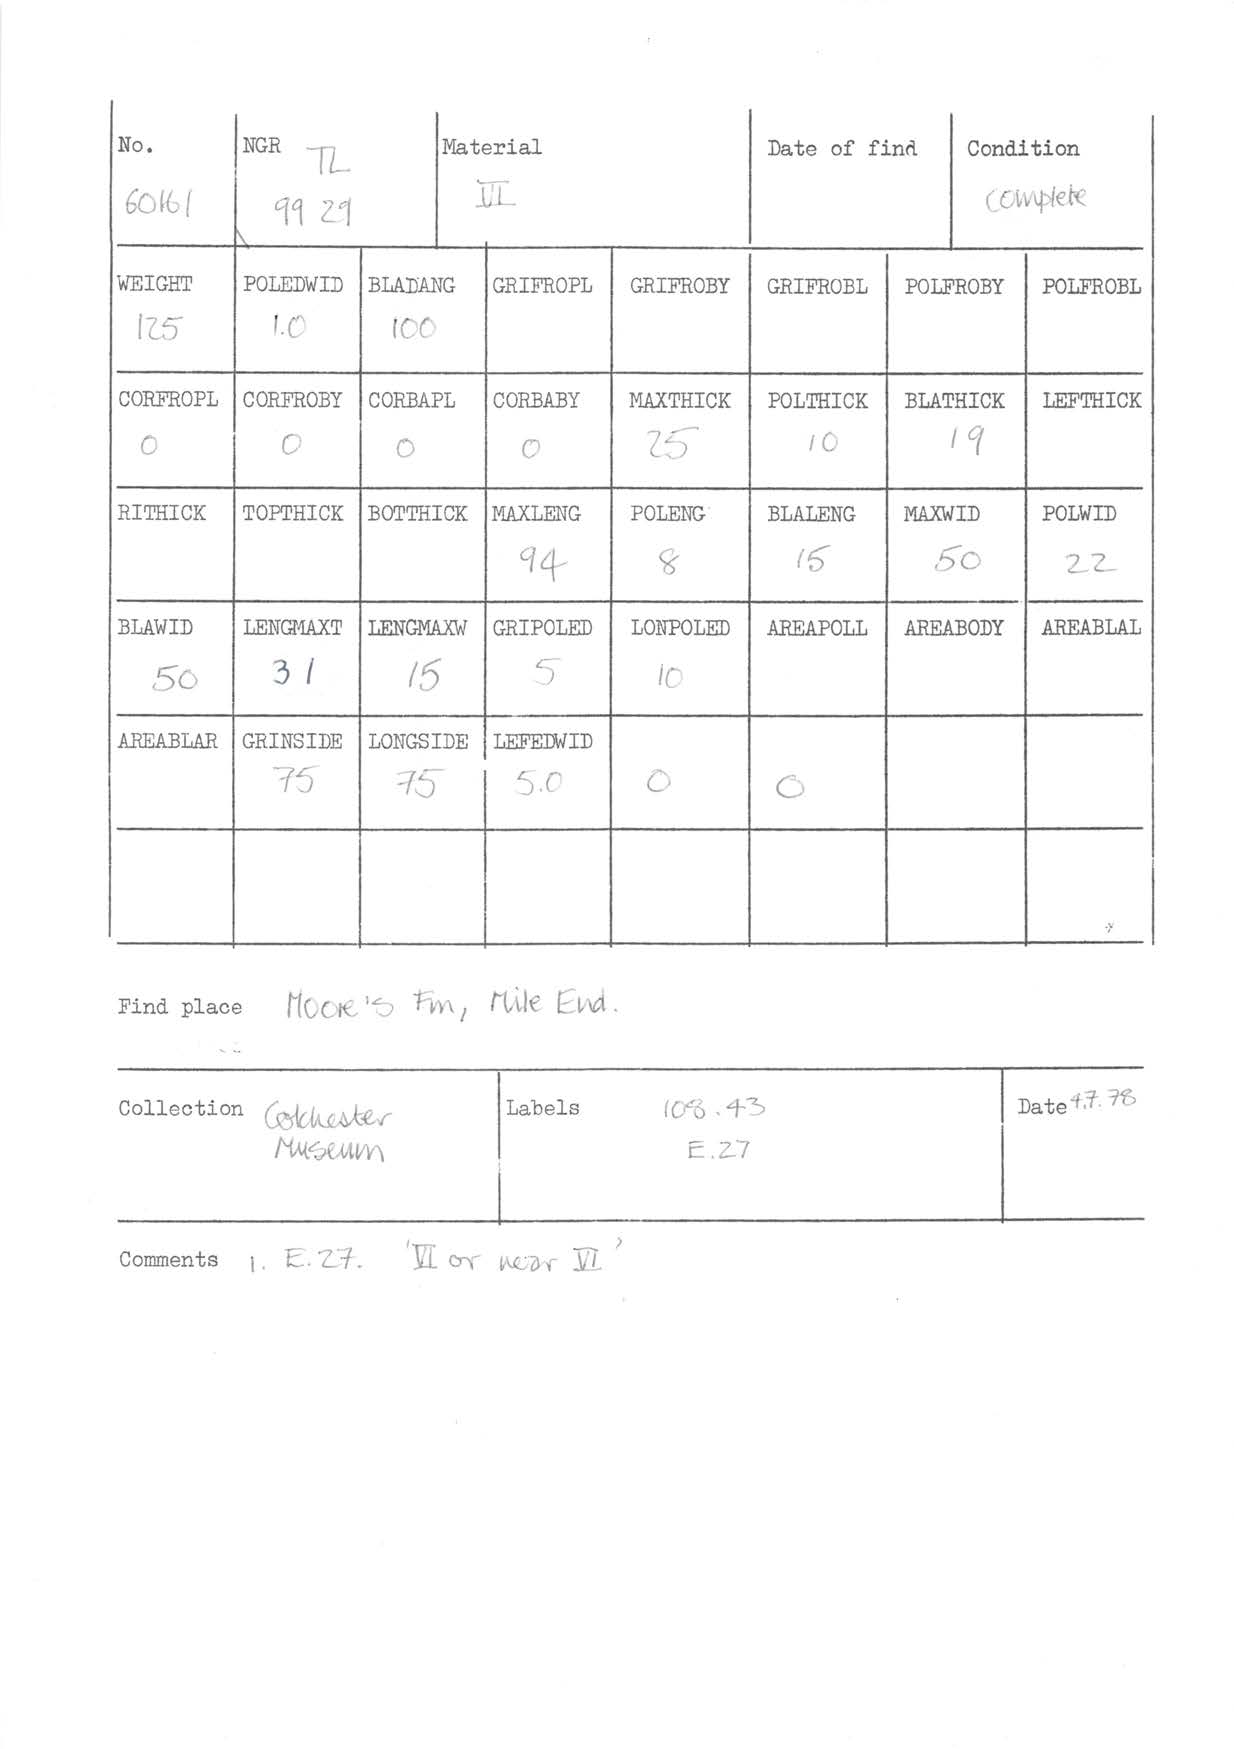 No. NGR TL Material Date of find Condition
60161 99 29 VI complete
WEIGHT POLEDWID BLADANG GRIFROPL GRIFROBY GRIFROBL POLFROBY POLFROBL
125 1.0 100
CORFROPL CORFROBY CORBAPL CORBABY MAXTHICK POLTHICK BLATHICK LEFTHICK
0 0 0 0 25 10 19
RITHICK TOPTHICK BOTTHICK MAXLENG POLENG BLALENG MAXWID POLWID
94 8 15 50 22
BLAWID LENGMAXT LENGMAXW GRIPOLED LONPOLED AREAPOLL AREABODY AREABLAL
50 31 15 5 10
AREABLAR GRINSIDE LONGSIDE LEFEDWID
75 75 5.0 0 0
Find place Moore's Fm, Mile End.
Collection Colchester Labels 108.43 Date 4.7.78
Museum E.27
Comments 1. E.27. 'VI or near VI'